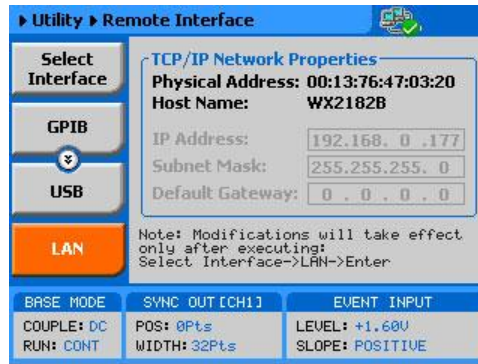 Utility Remote Interface
Select
Interface
GPIB
USB
LAN
TCP/IP Network Properties
Physical Address: 00:13:76:47:03:20
Host Name: WX2182B
IP Address: 192.168. 0 .177
Subnet Mask: 255.255.255. 0
Default Gateway: 0 . 0 . 0 . 0
Note: Modifications will take effect
only after executing:
Select Interface->LAN->Enter
BASE MODE
COUPLE: DC
RUN: CONT
SYNC OUT [CH1]
POS: 0Pts
WIDTH: 32Pts
EVENT INPUT
LEVEL: +1.60V
SLOPE: POSITIVE